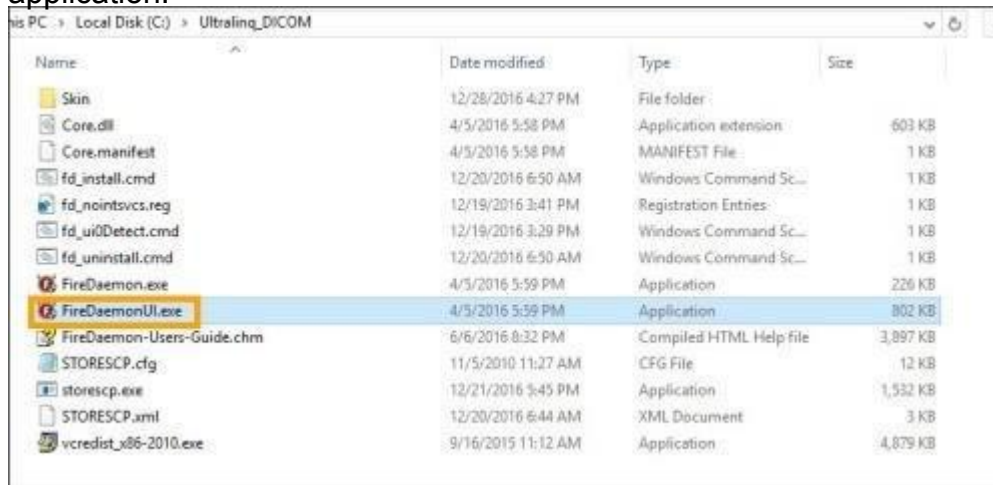 application.
his PC > Local Disk (C:) > Ultralinq_DICOM
Name Date modified Type Size
Skin 12/28/2016 4:27 PM File folder
Core.dll 4/5/2016 5:58 PM Application extension 603 KB
Core.manifest 4/5/2016 5:58 PM MANIFEST File 1 KB
fd_install.cmd 12/20/2016 6:50 AM Windows Command Sc... 1 KB
fd_nointsvcs.reg 12/19/2016 3:41 PM Registration Entries 1 KB
fd_ui0Detect.cmd 12/19/2016 3:29 PM Windows Command Sc... 1 KB
fd_uninstall.cmd 12/20/2016 6:50 AM Windows Command Sc... 1 KB
FireDaemon.exe 4/5/2016 5:59 PM Application 226 KB
FireDaemonUI.exe 4/5/2016 5:59 PM Application 802 KB
FireDaemon-Users-Guide.chm 6/6/2016 8:32 PM Compiled HTML Help file 3,897 KB
STORESCP.cfg 11/5/2010 11:27 AM CFG File 12 KB
storescp.exe 12/21/2016 5:45 PM Application 1,532 KB
STORESCP.xml 12/20/2016 6:44 AM XML Document 3 KB
vcredist_x86-2010.exe 9/16/2015 11:12 AM Application 4,879 KB